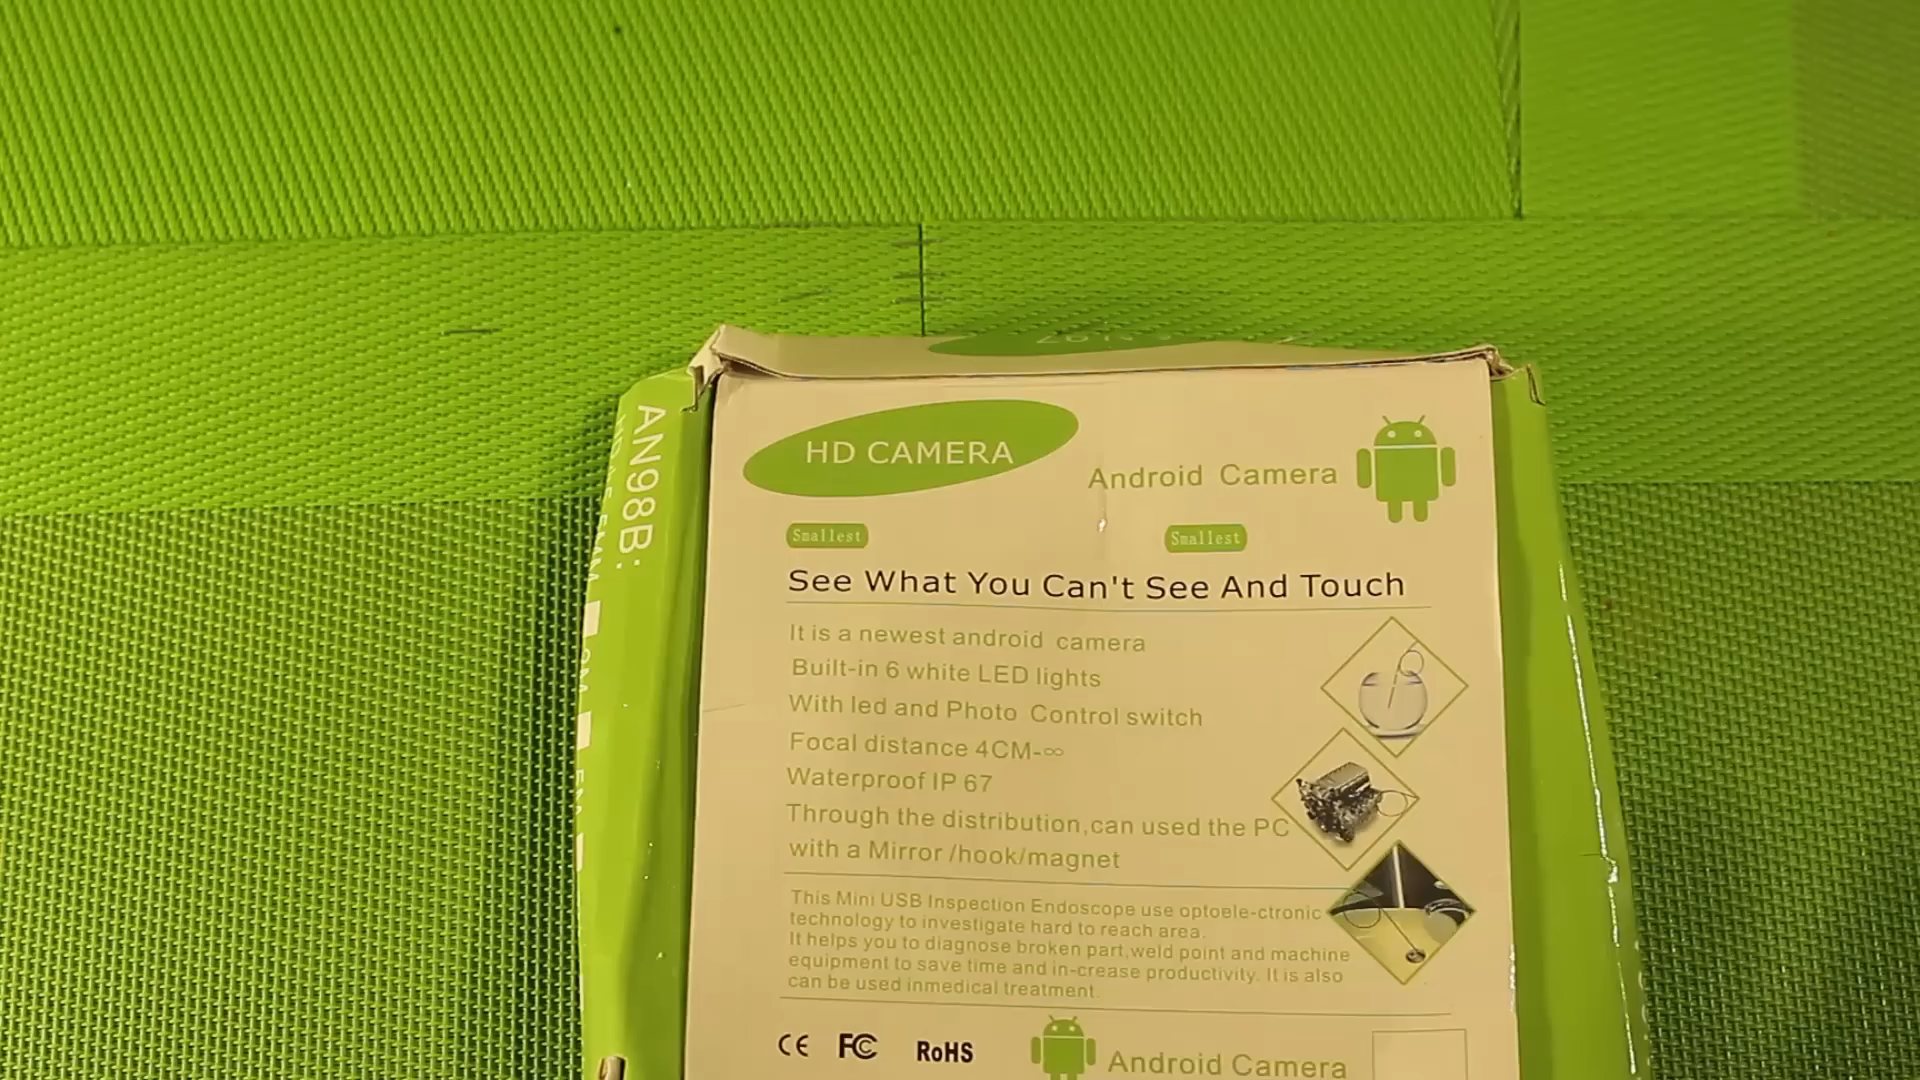 HD CAMERA
Android Camera
Smallest
Smallest
See What You Can't See And Touch
It is a newest android camera
Built-in 6 white LED lights
With led and Photo Control switch
Focal distance 4CM-∞
Waterproof IP 67
Through the distribution,can used the PC
with a Mirror /hook/magnet
This Mini USB Inspection Endoscope use optoele-ctronic
technology to investigate hard to reach area.
It helps you to diagnose broken part,weld point and machine
equipment to save time and in-crease productivity. It is also
can be used inmedical treatment.
CE FC RoHS
Android Camera
AN98B: